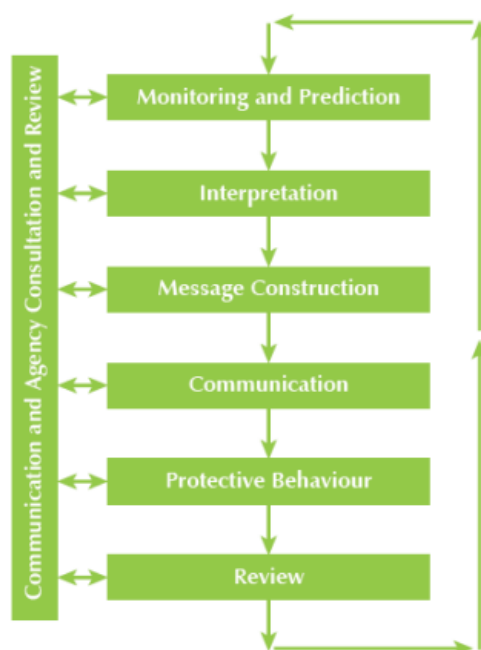 Communication and Agency Consultation and Review
Monitoring and Prediction
Interpretation
Message Construction
Communication
Protective Behaviour
Review